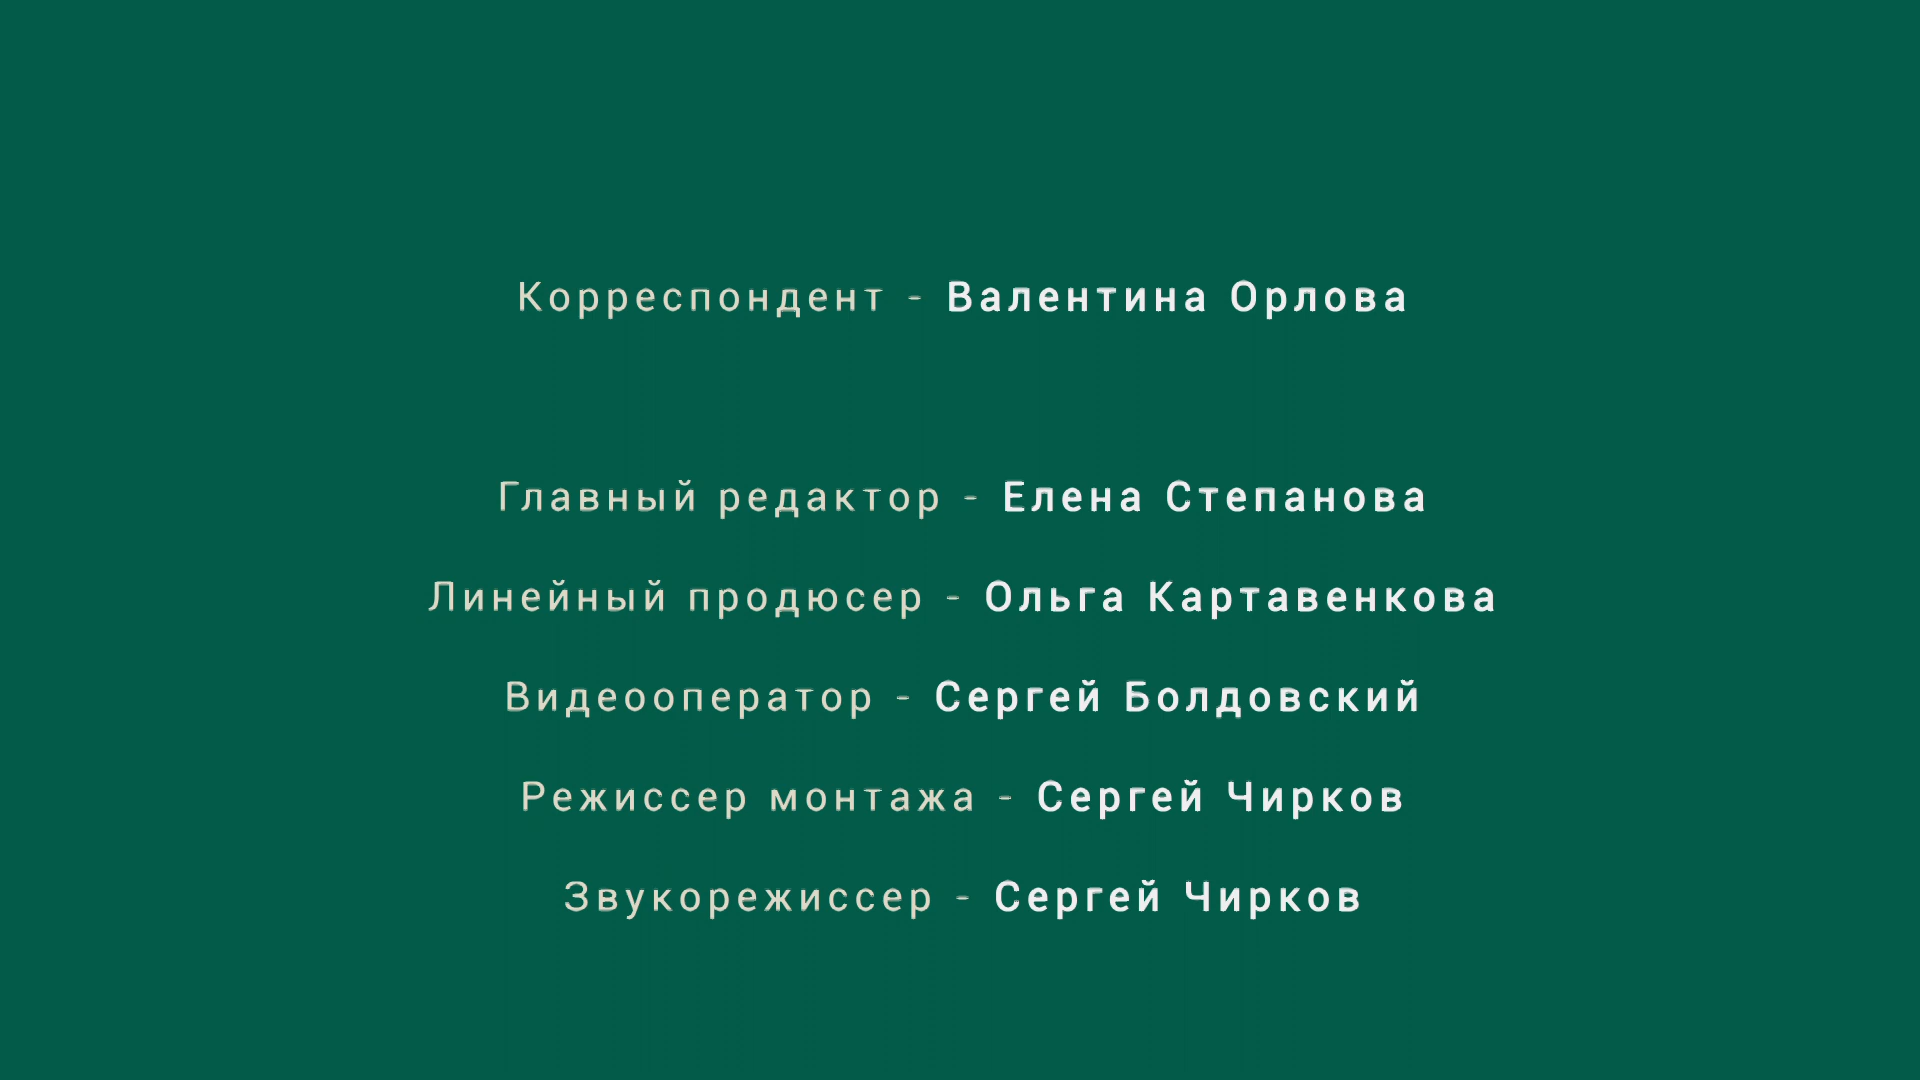 Корреспондент - Валентина Орлова
Главный редактор - Елена Степанова
Линейный продюсер - Ольга Картавенкова
Видеооператор - Сергей Болдовский
Режиссер монтажа - Сергей Чирков
Звукорежиссер - Сергей Чирков